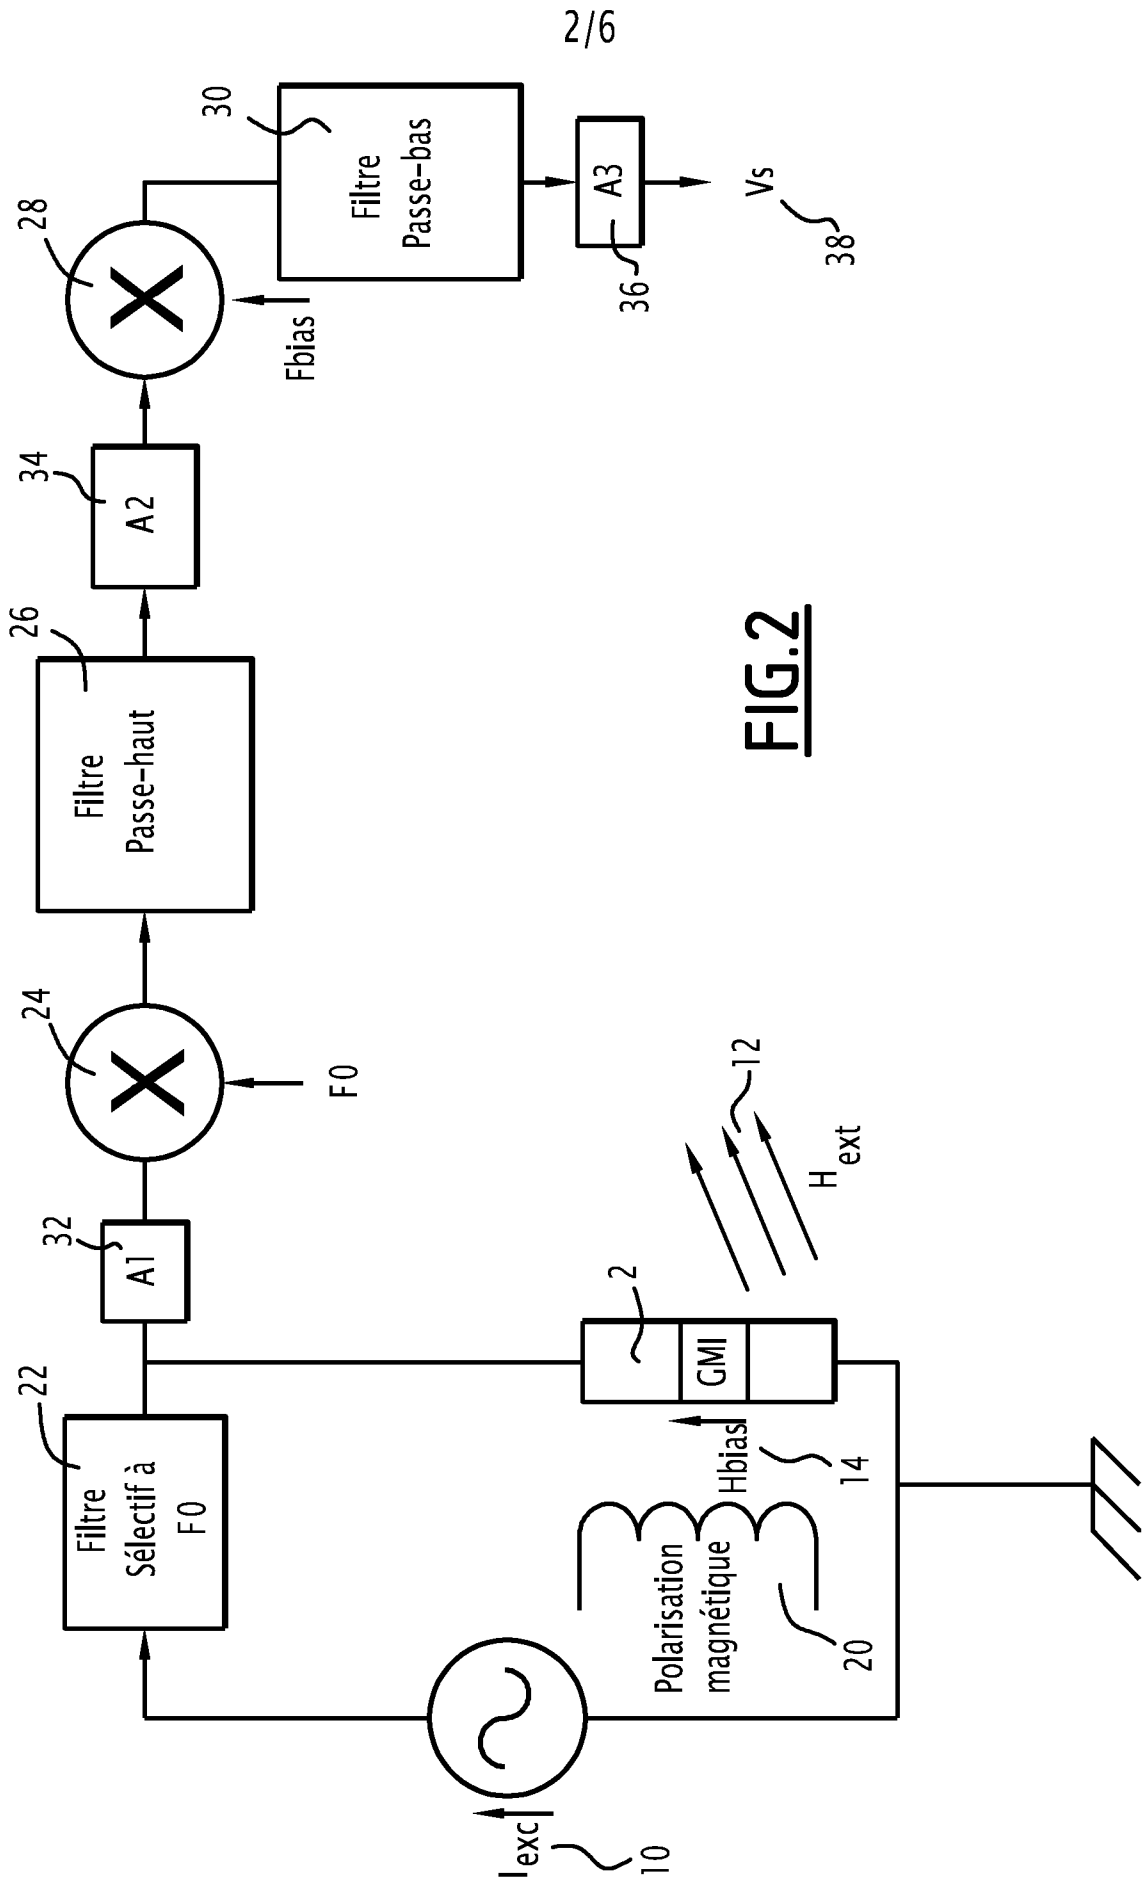 2/6
22
Filtre
Sélectif à
F0
32
A1
24
F0
26
Filtre
Passe-haut
34
A2
28
Fbias
30
Filtre
Passe-bas
36
A3
Vs
38
Iexc
10
Polarisation
magnétique
20
Hbias
14
2
GMI
12
Hext
FIG.2